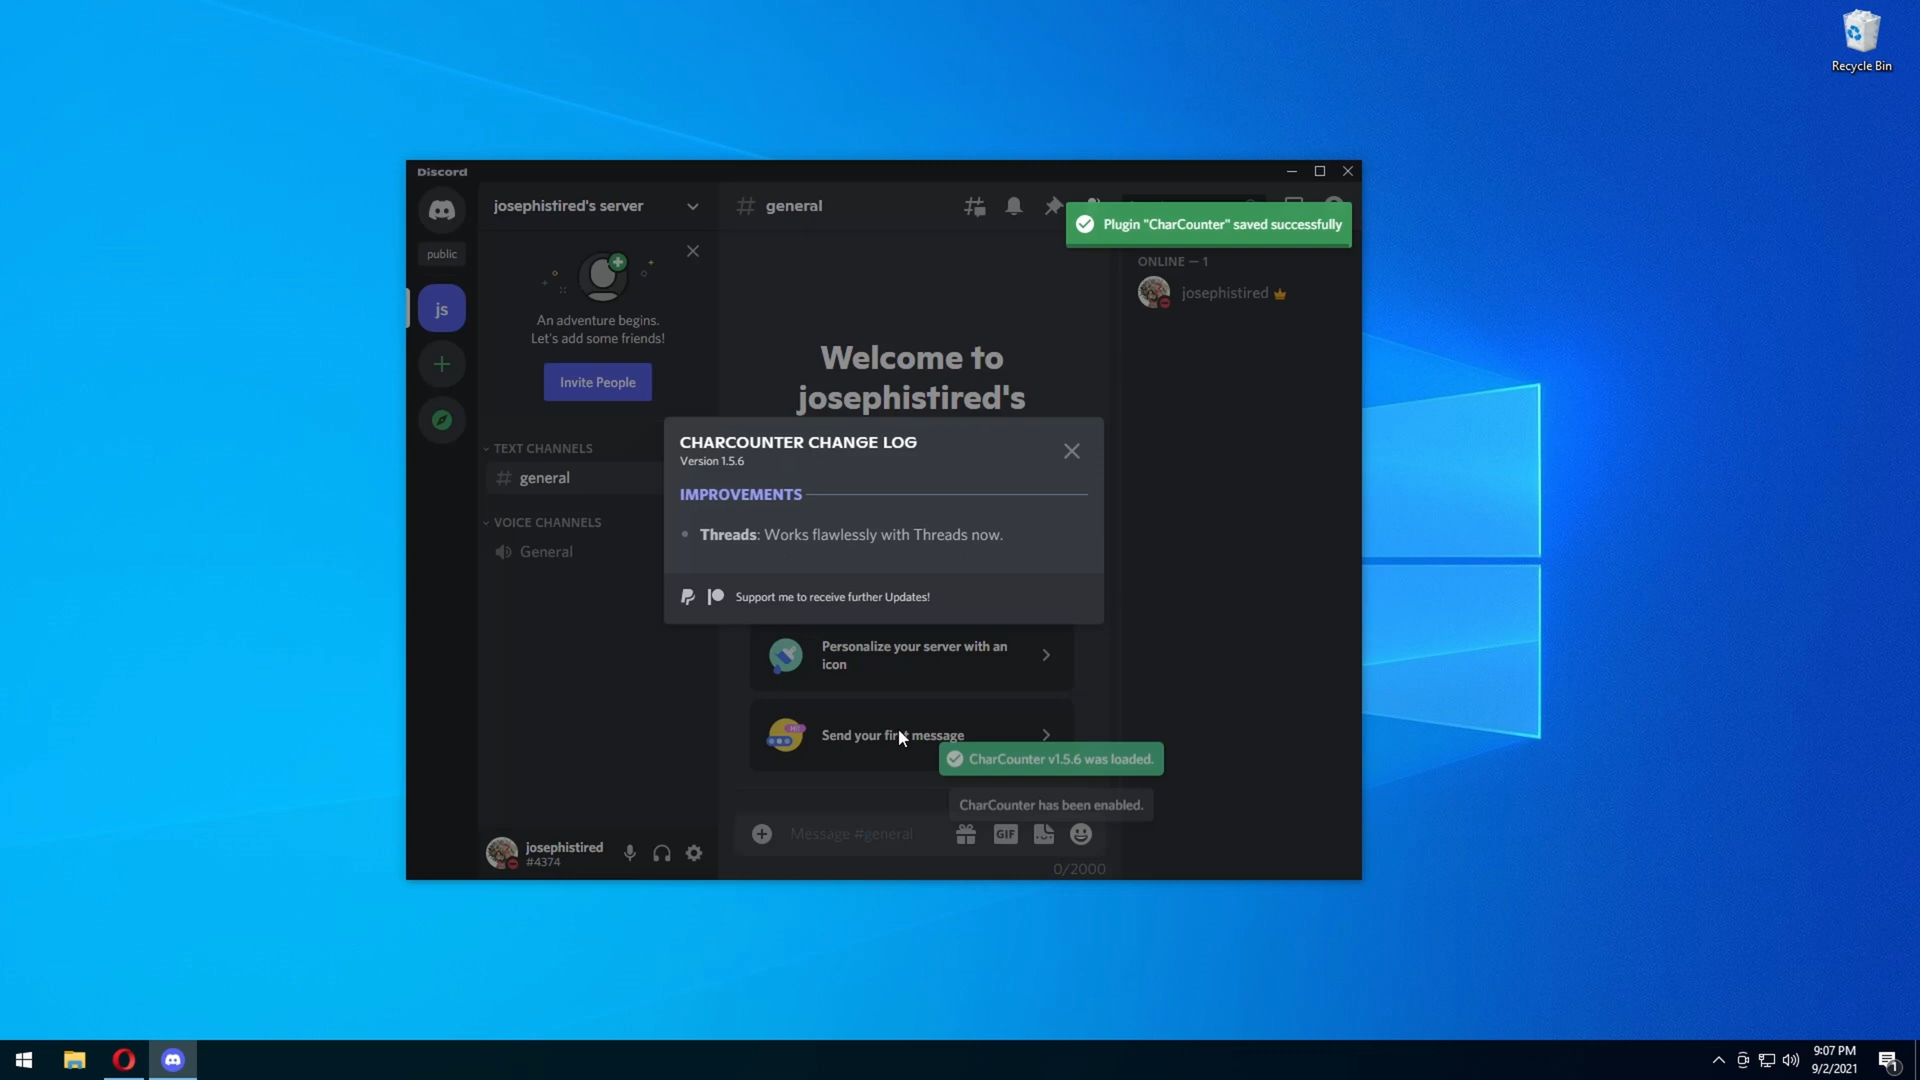 Recycle Bin
Discord
josephistired's server
general
Plugin "CharCounter" saved successfully
public
ONLINE — 1
josephistired
js
An adventure begins.
Let's add some friends!
Invite People
Welcome to
josephistired's
CHARCOUNTER CHANGE LOG
Version 1.5.6
IMPROVEMENTS
Threads: Works flawlessly with Threads now.
Support me to receive further Updates!
TEXT CHANNELS
general
VOICE CHANNELS
General
Personalize your server with an
icon
Send your first message
CharCounter v1.5.6 was loaded.
CharCounter has been enabled.
Message #general
GIF
0/2000
josephistired
#4374
9:07 PM
9/2/2021
1